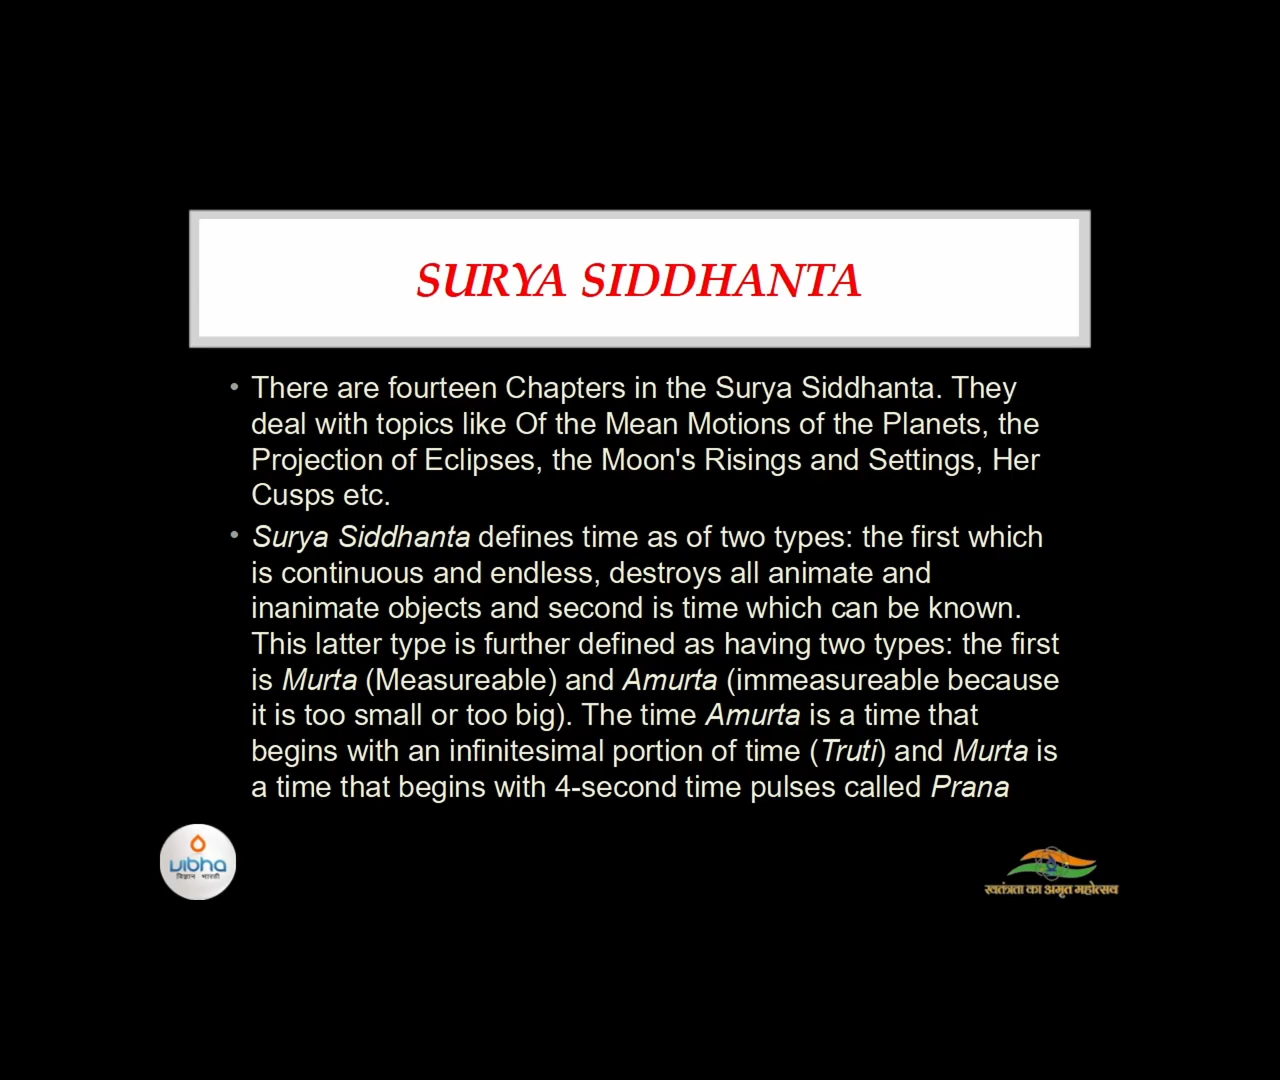 SURYA SIDDHANTA
• There are fourteen Chapters in the Surya Siddhanta. They
deal with topics like Of the Mean Motions of the Planets, the
Projection of Eclipses, the Moon's Risings and Settings, Her
Cusps etc.
• Surya Siddhanta defines time as of two types: the first which
is continuous and endless, destroys all animate and
inanimate objects and second is time which can be known.
This latter type is further defined as having two types: the first
is Murta (Measureable) and Amurta (immeasureable because
it is too small or too big). The time Amurta is a time that
begins with an infinitesimal portion of time (Truti) and Murta is
a time that begins with 4-second time pulses called Prana
vibha
विज्ञान भारती
स्वतंत्रता का अमृत महोत्सव